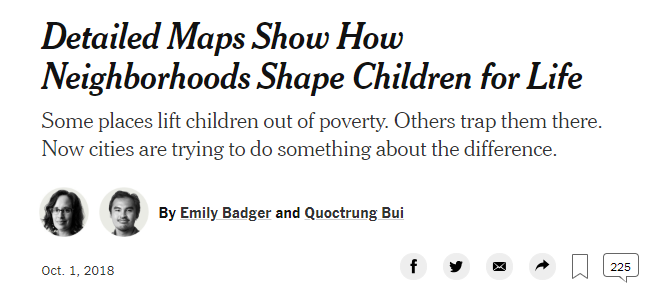 Detailed Maps Show How
Neighborhoods Shape Children for Life
Some places lift children out of poverty. Others trap them there.
Now cities are trying to do something about the difference.
By Emily Badger and Quoctrung Bui
Oct. 1, 2018
225